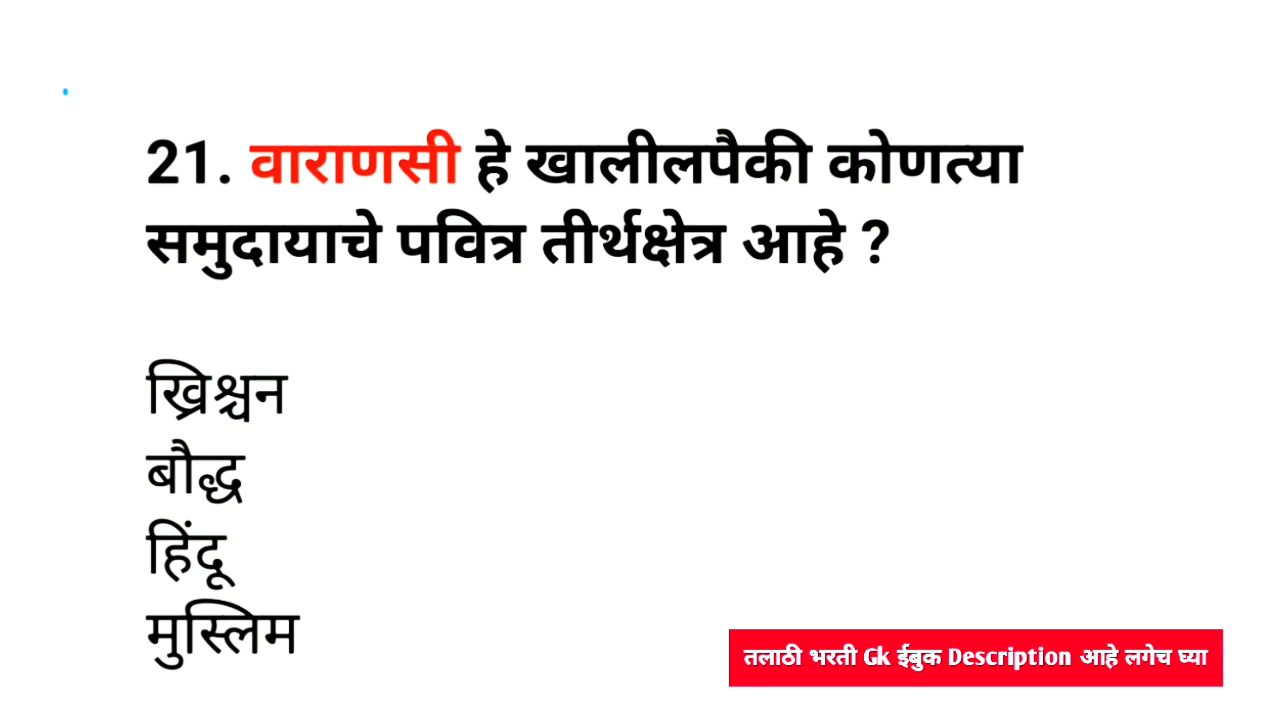 21. वाराणसी हे खालीलपैकी कोणत्या
समुदायाचे पवित्र तीर्थक्षेत्र आहे ?
ख्रिश्चन
बौद्ध
हिंदू
मुस्लिम
तलाठी भरती Gk ईबुक Description आहे लगेच घ्या